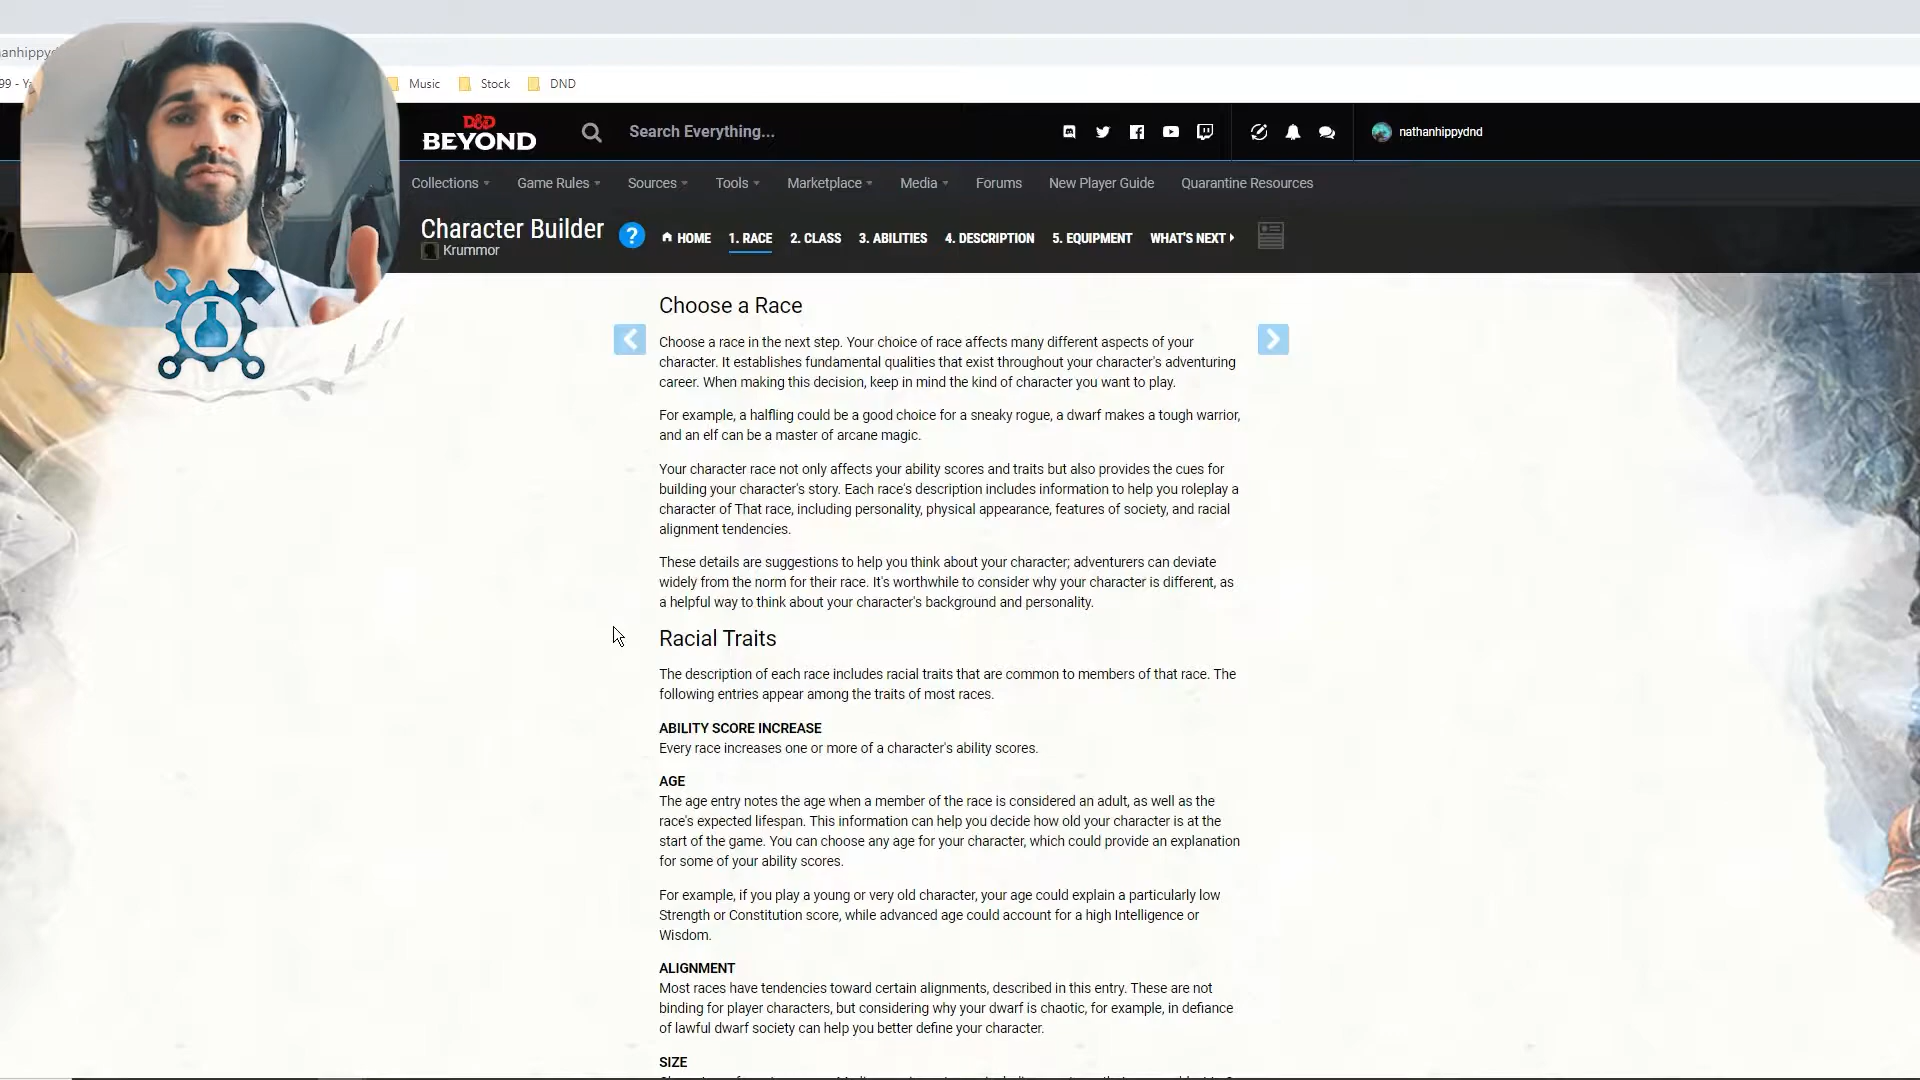 anhippyd
99 - Y
Music
Stock
DND
D&D
BEYOND
Search Everything...
nathanhippydnd
Collections
Game Rules
Sources
Tools
Marketplace
Media
Forums
New Player Guide
Quarantine Resources
Character Builder
Krummor
?
HOME
1. RACE
2. CLASS
3. ABILITIES
4. DESCRIPTION
5. EQUIPMENT
WHAT'S NEXT
Choose a Race
Choose a race in the next step. Your choice of race affects many different aspects of your
character. It establishes fundamental qualities that exist throughout your character's adventuring
career. When making this decision, keep in mind the kind of character you want to play.
For example, a halfling could be a good choice for a sneaky rogue, a dwarf makes a tough warrior,
and an elf can be a master of arcane magic.
Your character race not only affects your ability scores and traits but also provides the cues for
building your character's story. Each race's description includes information to help you roleplay a
character of That race, including personality, physical appearance, features of society, and racial
alignment tendencies.
These details are suggestions to help you think about your character; adventurers can deviate
widely from the norm for their race. It's worthwhile to consider why your character is different, as
a helpful way to think about your character's background and personality.
Racial Traits
The description of each race includes racial traits that are common to members of that race. The
following entries appear among the traits of most races.
ABILITY SCORE INCREASE
Every race increases one or more of a character's ability scores.
AGE
The age entry notes the age when a member of the race is considered an adult, as well as the
race's expected lifespan. This information can help you decide how old your character is at the
start of the game. You can choose any age for your character, which could provide an explanation
for some of your ability scores.
For example, if you play a young or very old character, your age could explain a particularly low
Strength or Constitution score, while advanced age could account for a high Intelligence or
Wisdom.
ALIGNMENT
Most races have tendencies toward certain alignments, described in this entry. These are not
binding for player characters, but considering why your dwarf is chaotic, for example, in defiance
of lawful dwarf society can help you better define your character.
SIZE